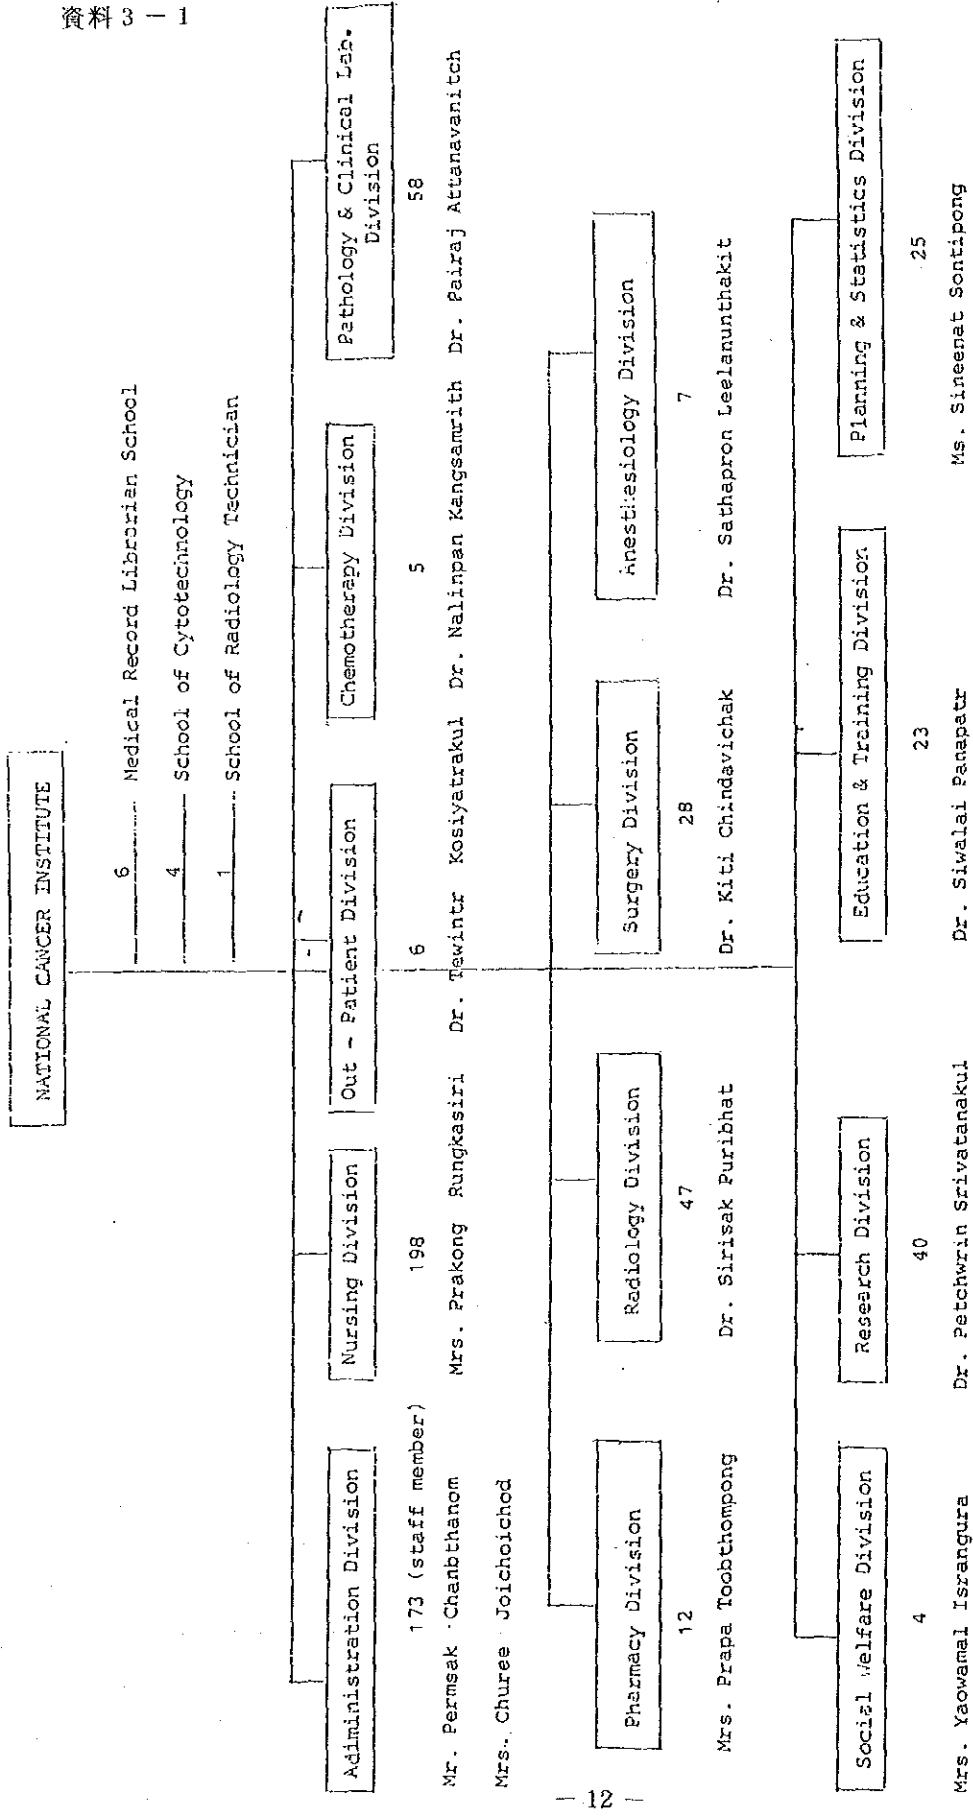 資料3－1
NATIONAL CANCER INSTITUTE
6 Medical Record Librarian School
4 School of Cytotechnology
1 School of Radiology Technician
Adiministration Division
Nursing Division
Out - Patient Division
Chemotherapy Division
Pathology & Clinical Lab.
Division
173 (staff member)
198
6
5
58
Mr. Permsak Chanbthanom
Mrs. Prakong Rungkasiri
Dr. Tewintr Kosiyatrakul
Dr. Nalinpan Kangsamrith
Dr. Pairaj Attanavanitch
Mrs. Churee Joichoichod
Pharmacy Division
Radiology Division
Surgery Division
Anesthesiology Division
12
47
28
7
Mrs. Prapa Toobthompong
Dr. Sirisak Puribhat
Dr. Kiti Chindavichak
Dr. Sathapron Leelanunthakit
Social Welfare Division
Research Division
Education & Training Division
Planning & Statistics Division
4
40
23
25
Mrs. Yaowamal Israngura
Dr. Petchwrin Srivatanakul
Dr. Siwalai Panapatr
Ms. Sineenat Sontipong
－12－